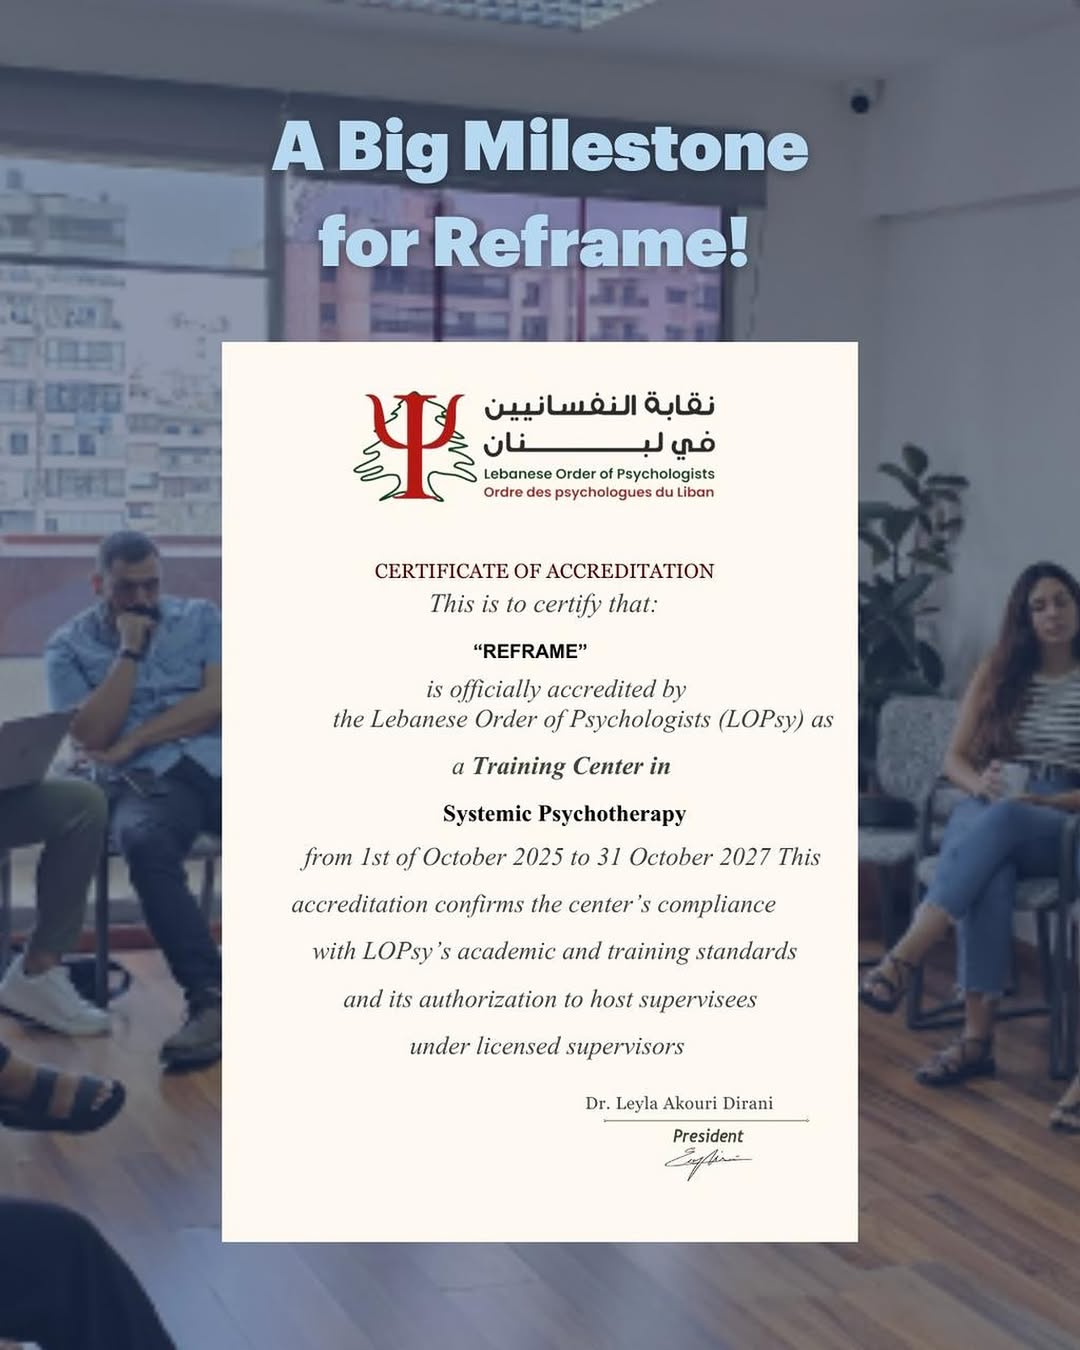 A Big Milestone
for Reframe!
نقابة النفسانيين
في لبنان
Lebanese Order of Psychologists
Ordre des psychologues du Liban
CERTIFICATE OF ACCREDITATION
This is to certify that:
“REFRAME”
is officially accredited by
the Lebanese Order of Psychologists (LOPsy) as
a Training Center in
Systemic Psychotherapy
from 1st of October 2025 to 31 October 2027 This
accreditation confirms the center’s compliance
with LOPsy’s academic and training standards
and its authorization to host supervisees
under licensed supervisors
Dr. Leyla Akouri Dirani
President